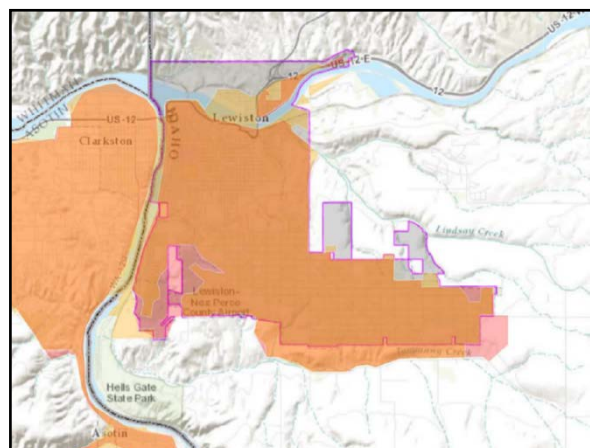 US-12-E
12
12
WHITMAN
ASOTIN
US-12
IDAHO
Lewiston
Clarkston
Lindsay Creek
Lewiston-
Nez Perce
County Airport
Hells Gate
State Park
Asotin